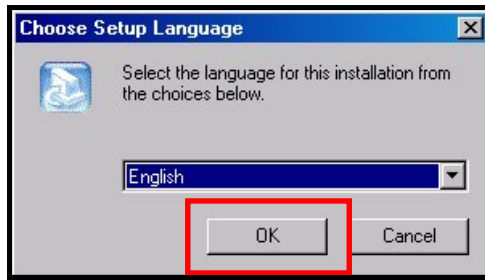 Choose Setup Language
Select the language for this installation from
the choices below.
English
OK
Cancel